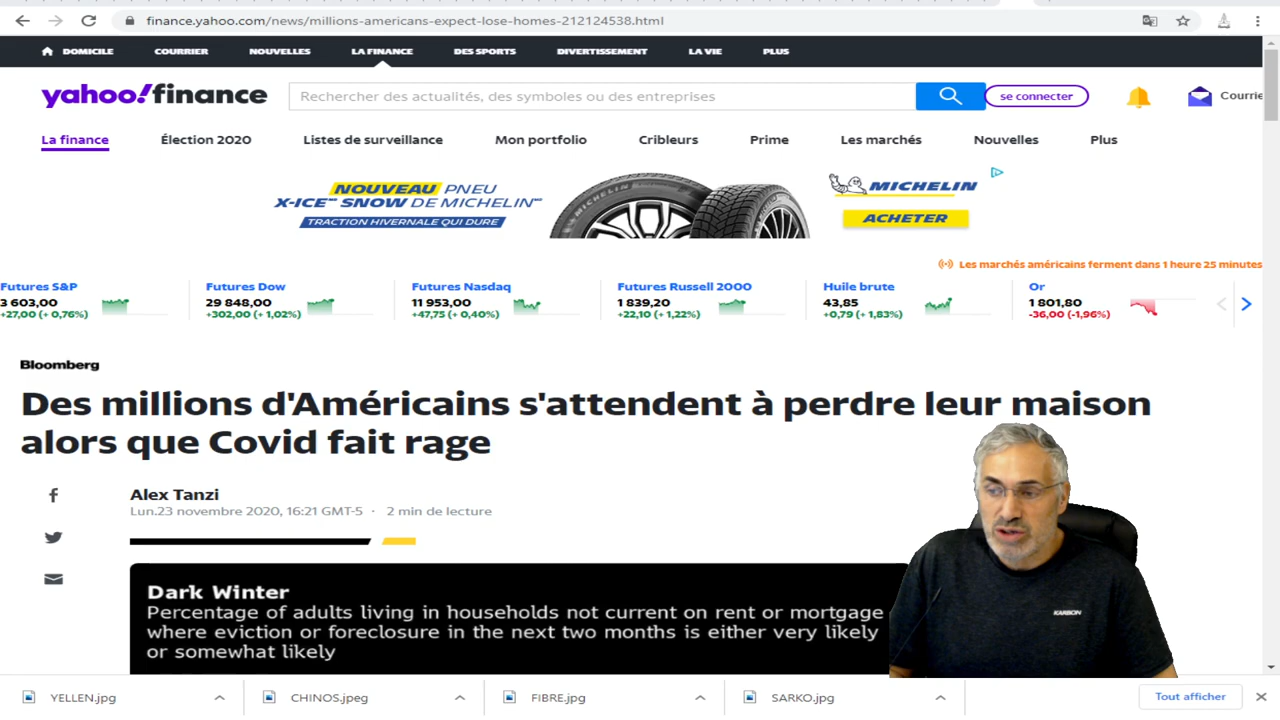 finance.yahoo.com/news/millions-americans-expect-lose-homes-212124538.html
DOMICILE COURRIER NOUVELLES LA FINANCE DES SPORTS DIVERTISSEMENT LA VIE PLUS
yahoo!finance Rechercher des actualités, des symboles ou des entreprises se connecter Courrie
La finance Élection 2020 Listes de surveillance Mon portfolio Cribleurs Prime Les marchés Nouvelles Plus
NOUVEAU PNEU
X-ICE SNOW DE MICHELIN
TRACTION HIVERNALE QUI DURE
MICHELIN
ACHETER
Les marchés américains ferment dans 1 heure 25 minutes
Futures S&P Futures Dow Futures Nasdaq Futures Russell 2000 Huile brute Or
3 603,00 29 848,00 11 953,00 1 839,20 43,85 1 801,80
+27,00 (+ 0,76%) +302,00 (+ 1,02%) +47,75 (+ 0,40%) +22,10 (+ 1,22%) +0,79 (+ 1,83%) -36,00 (-1,96%)
Bloomberg
Des millions d'Américains s'attendent à perdre leur maison
alors que Covid fait rage
Alex Tanzi
Lun.23 novembre 2020, 16:21 GMT-5 · 2 min de lecture
Dark Winter
Percentage of adults living in households not current on rent or mortgage
where eviction or foreclosure in the next two months is either very likely
or somewhat likely
KARBON
YELLEN.jpg CHINOS.jpeg FIBRE.jpg SARKO.jpg Tout afficher